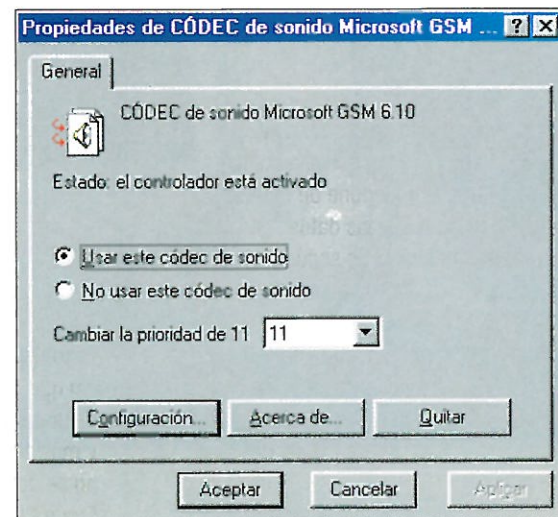 Propiedades de CÓDEC de sonido Microsoft GSM ...
General
CÓDEC de sonido Microsoft GSM 6.10
Estado: el controlador está activado
Usar este códec de sonido
No usar este códec de sonido
Cambiar la prioridad de 11 11
Configuración... Acerca de... Quitar
Aceptar Cancelar Aplicar